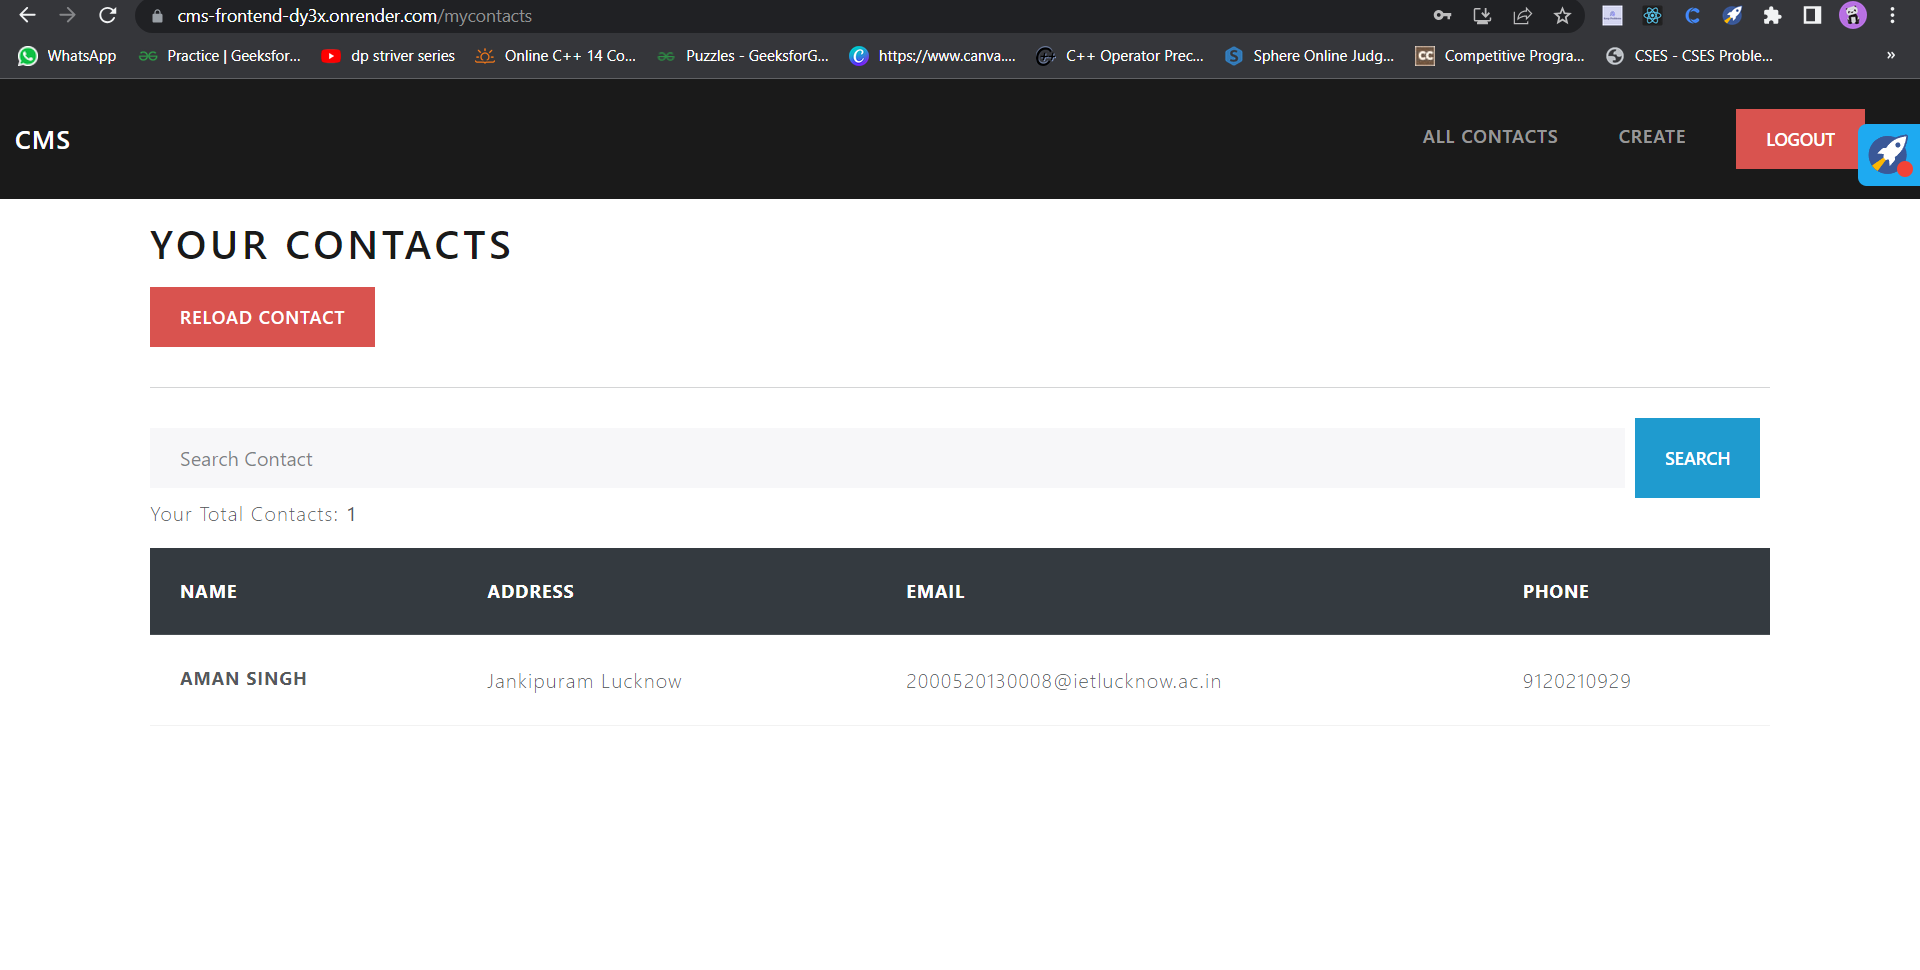 cms-frontend-dy3x.onrender.com/mycontacts
WhatsApp Practice | Geeksfor... dp striver series Online C++ 14 Co... Puzzles - GeeksforG... https://www.canva.... C++ Operator Prec... Sphere Online Judg... CC Competitive Progra... CSES - CSES Proble... »
CMS ALL CONTACTS CREATE LOGOUT
YOUR CONTACTS
RELOAD CONTACT
Search Contact SEARCH
Your Total Contacts: 1
NAME ADDRESS EMAIL PHONE
AMAN SINGH Jankipuram Lucknow 2000520130008@ietlucknow.ac.in 9120210929